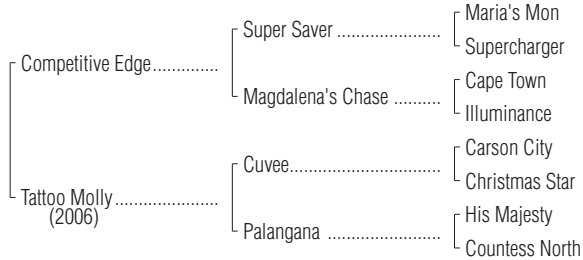 Maria's Mon
Super Saver ..................
Supercharger
Competitive Edge.............
Cape Town
Magdalena's Chase ..........
Illuminance
Carson City
Cuvee..........................
Christmas Star
Tattoo Molly ....................
(2006)
His Majesty
Palangana ....................
Countess North